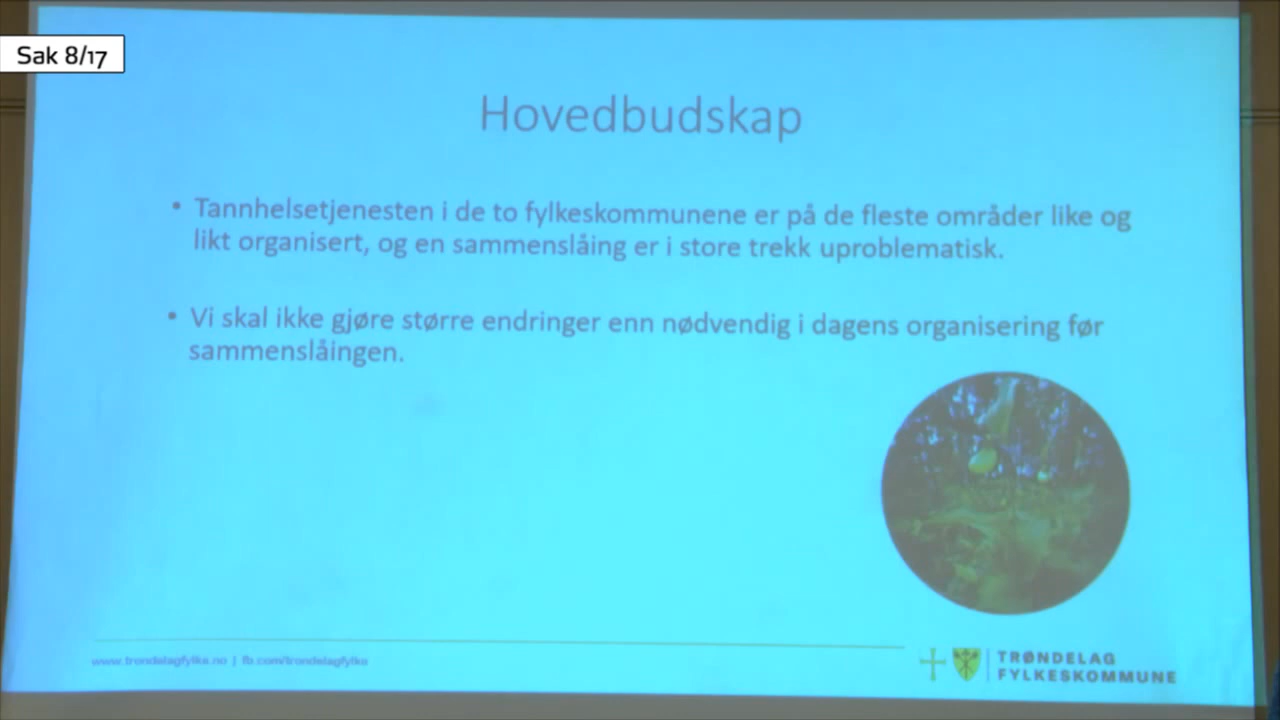 Sak 8/17
Hovedbudskap
• Tannhelsetjenesten i de to fylkeskommunene er på de fleste områder like og
likt organisert, og en sammenslåing er i store trekk uproblematisk.
• Vi skal ikke gjøre større endringer enn nødvendig i dagens organisering før
sammenslåingen.
www.trondelagfylke.no | fb.com/trondelagfylke
TRØNDELAG
FYLKESKOMMUNE